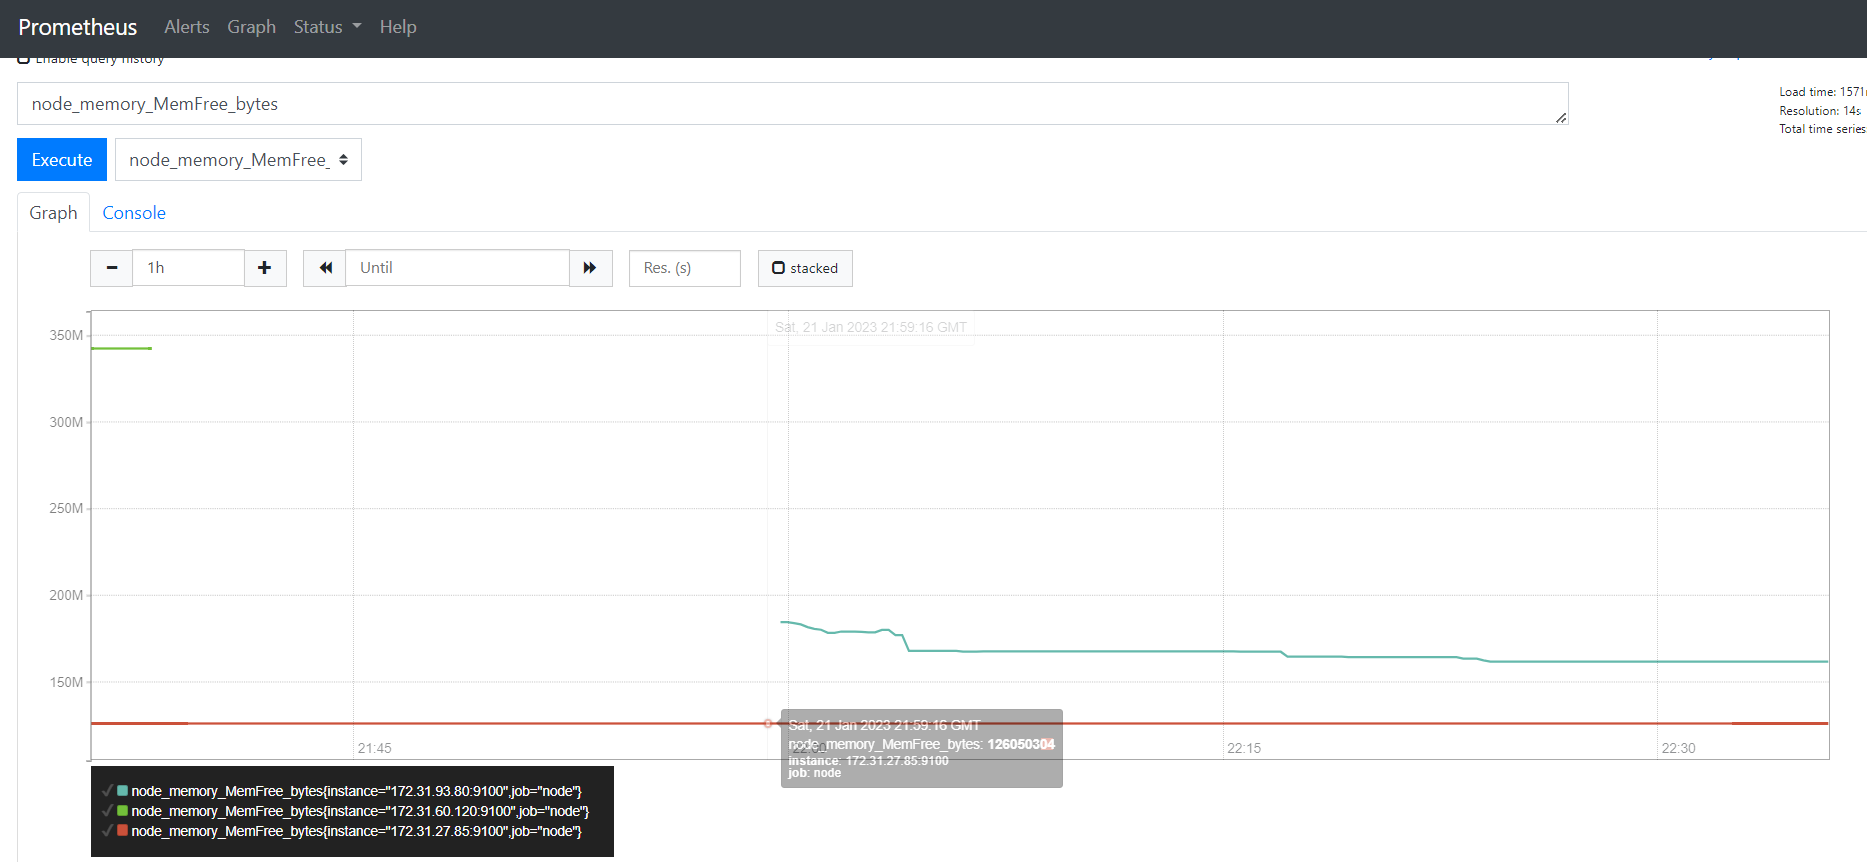 Prometheus Alerts Graph Status Help
Enable query history
node_memory_MemFree_bytes
Load time: 1571
Resolution: 14s
Total time series
Execute node_memory_MemFree_
Graph Console
1h Until Res. (s) stacked
Sat, 21 Jan 2023 21:59:16 GMT
350M
300M
250M
200M
150M
Sat, 21 Jan 2023 21:59:16 GMT
node_memory_MemFree_bytes: 126050304
instance: 172.31.27.85:9100
job: node
21:45 22:00 22:15 22:30
node_memory_MemFree_bytes{instance="172.31.93.80:9100",job="node"}
node_memory_MemFree_bytes{instance="172.31.60.120:9100",job="node"}
node_memory_MemFree_bytes{instance="172.31.27.85:9100",job="node"}